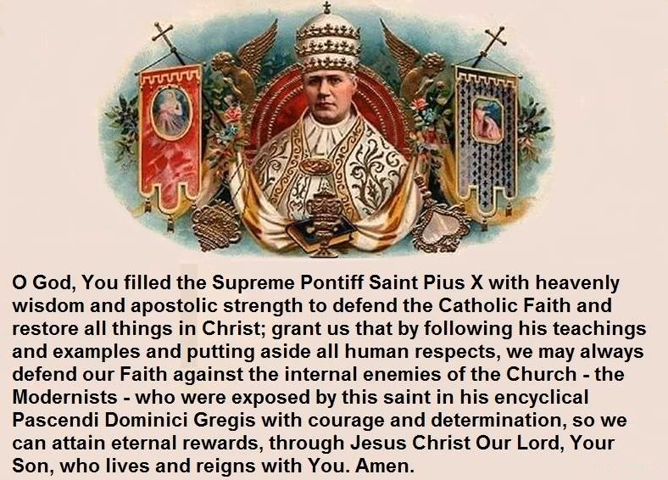 O God, You filled the Supreme Pontiff Saint Pius X with heavenly
wisdom and apostolic strength to defend the Catholic Faith and
restore all things in Christ; grant us that by following his teachings
and examples and putting aside all human respects, we may always
defend our Faith against the internal enemies of the Church - the
Modernists - who were exposed by this saint in his encyclical
Pascendi Dominici Gregis with courage and determination, so we
can attain eternal rewards, through Jesus Christ Our Lord, Your
Son, who lives and reigns with You. Amen.